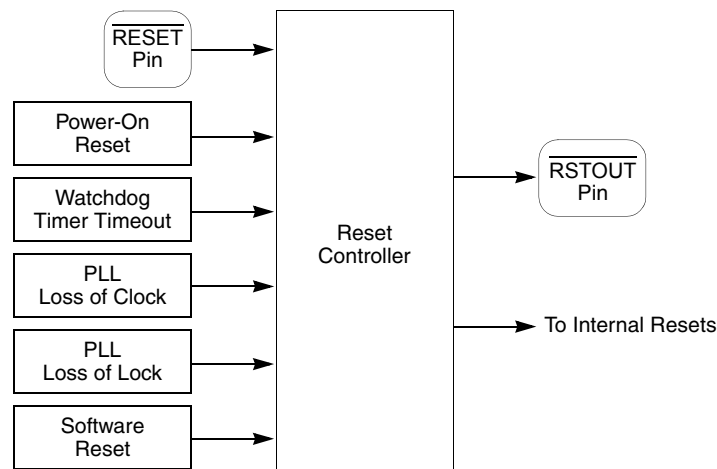 RESET
Pin
Power-On
Reset
Watchdog
Timer Timeout
PLL
Loss of Clock
PLL
Loss of Lock
Software
Reset
Reset
Controller
RSTOUT
Pin
To Internal Resets